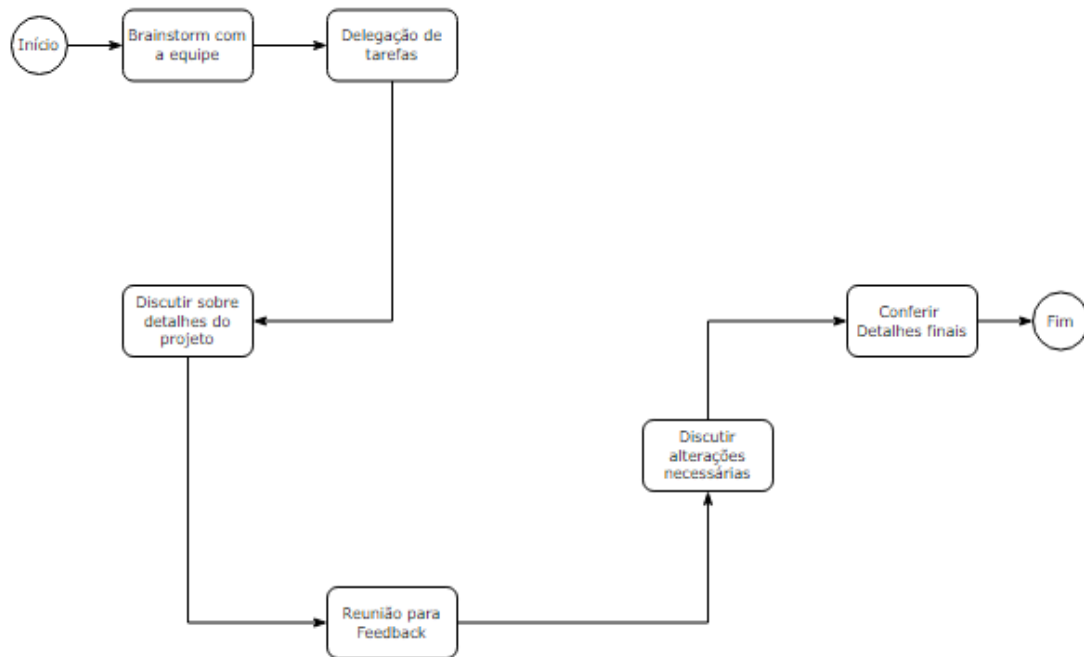 Início
Brainstorm com
a equipe
Delegação de
tarefas
Discutir sobre
detalhes do
projeto
Reunião para
Feedback
Discutir
alterações
necessárias
Conferir
Detalhes finais
Fim